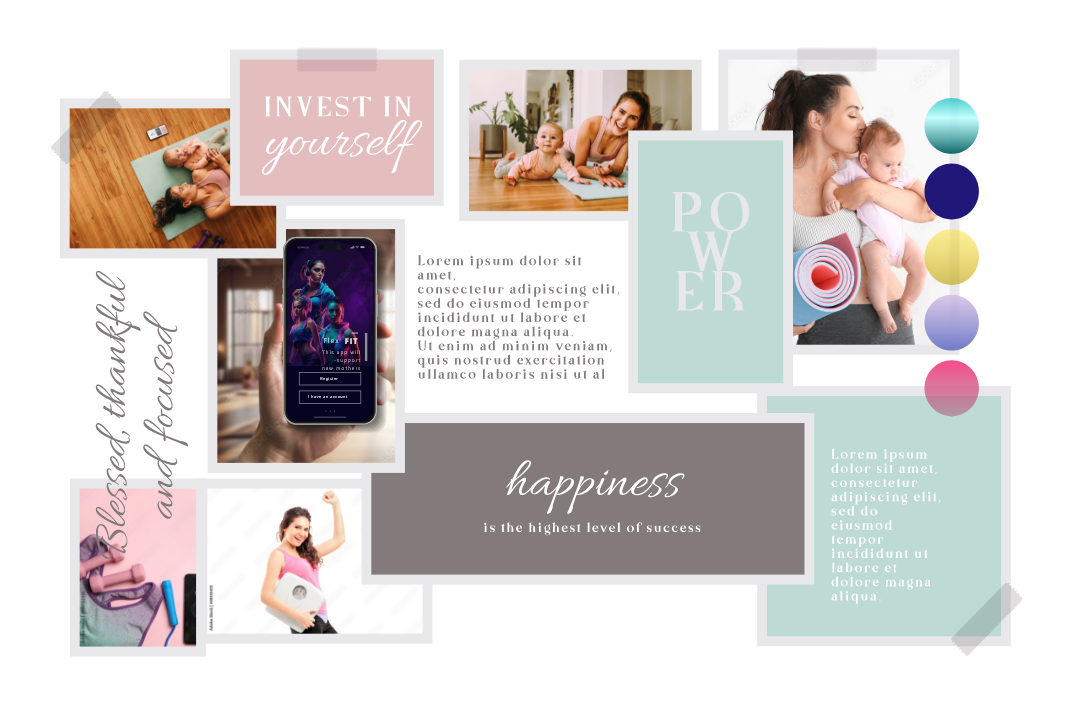 INVEST IN
yourself
PO
W
ER
Lorem ipsum dolor sit
amet,
consectetur adipiscing elit,
sed do eiusmod tempor
incididunt ut labore et
dolore magna aliqua.
Ut enim ad minim veniam,
quis nostrud exercitation
ullamco laboris nisi ut al
Flex FIT
This app will
support
new mothers
Register
I have an account
Blessed, thankful
and focused
happiness
is the highest level of success
Lorem ipsum
dolor sit amet,
consectetur
adipiscing elit,
sed do
eiusmod
tempor
incididunt ut
labore et
dolore magna
aliqua.